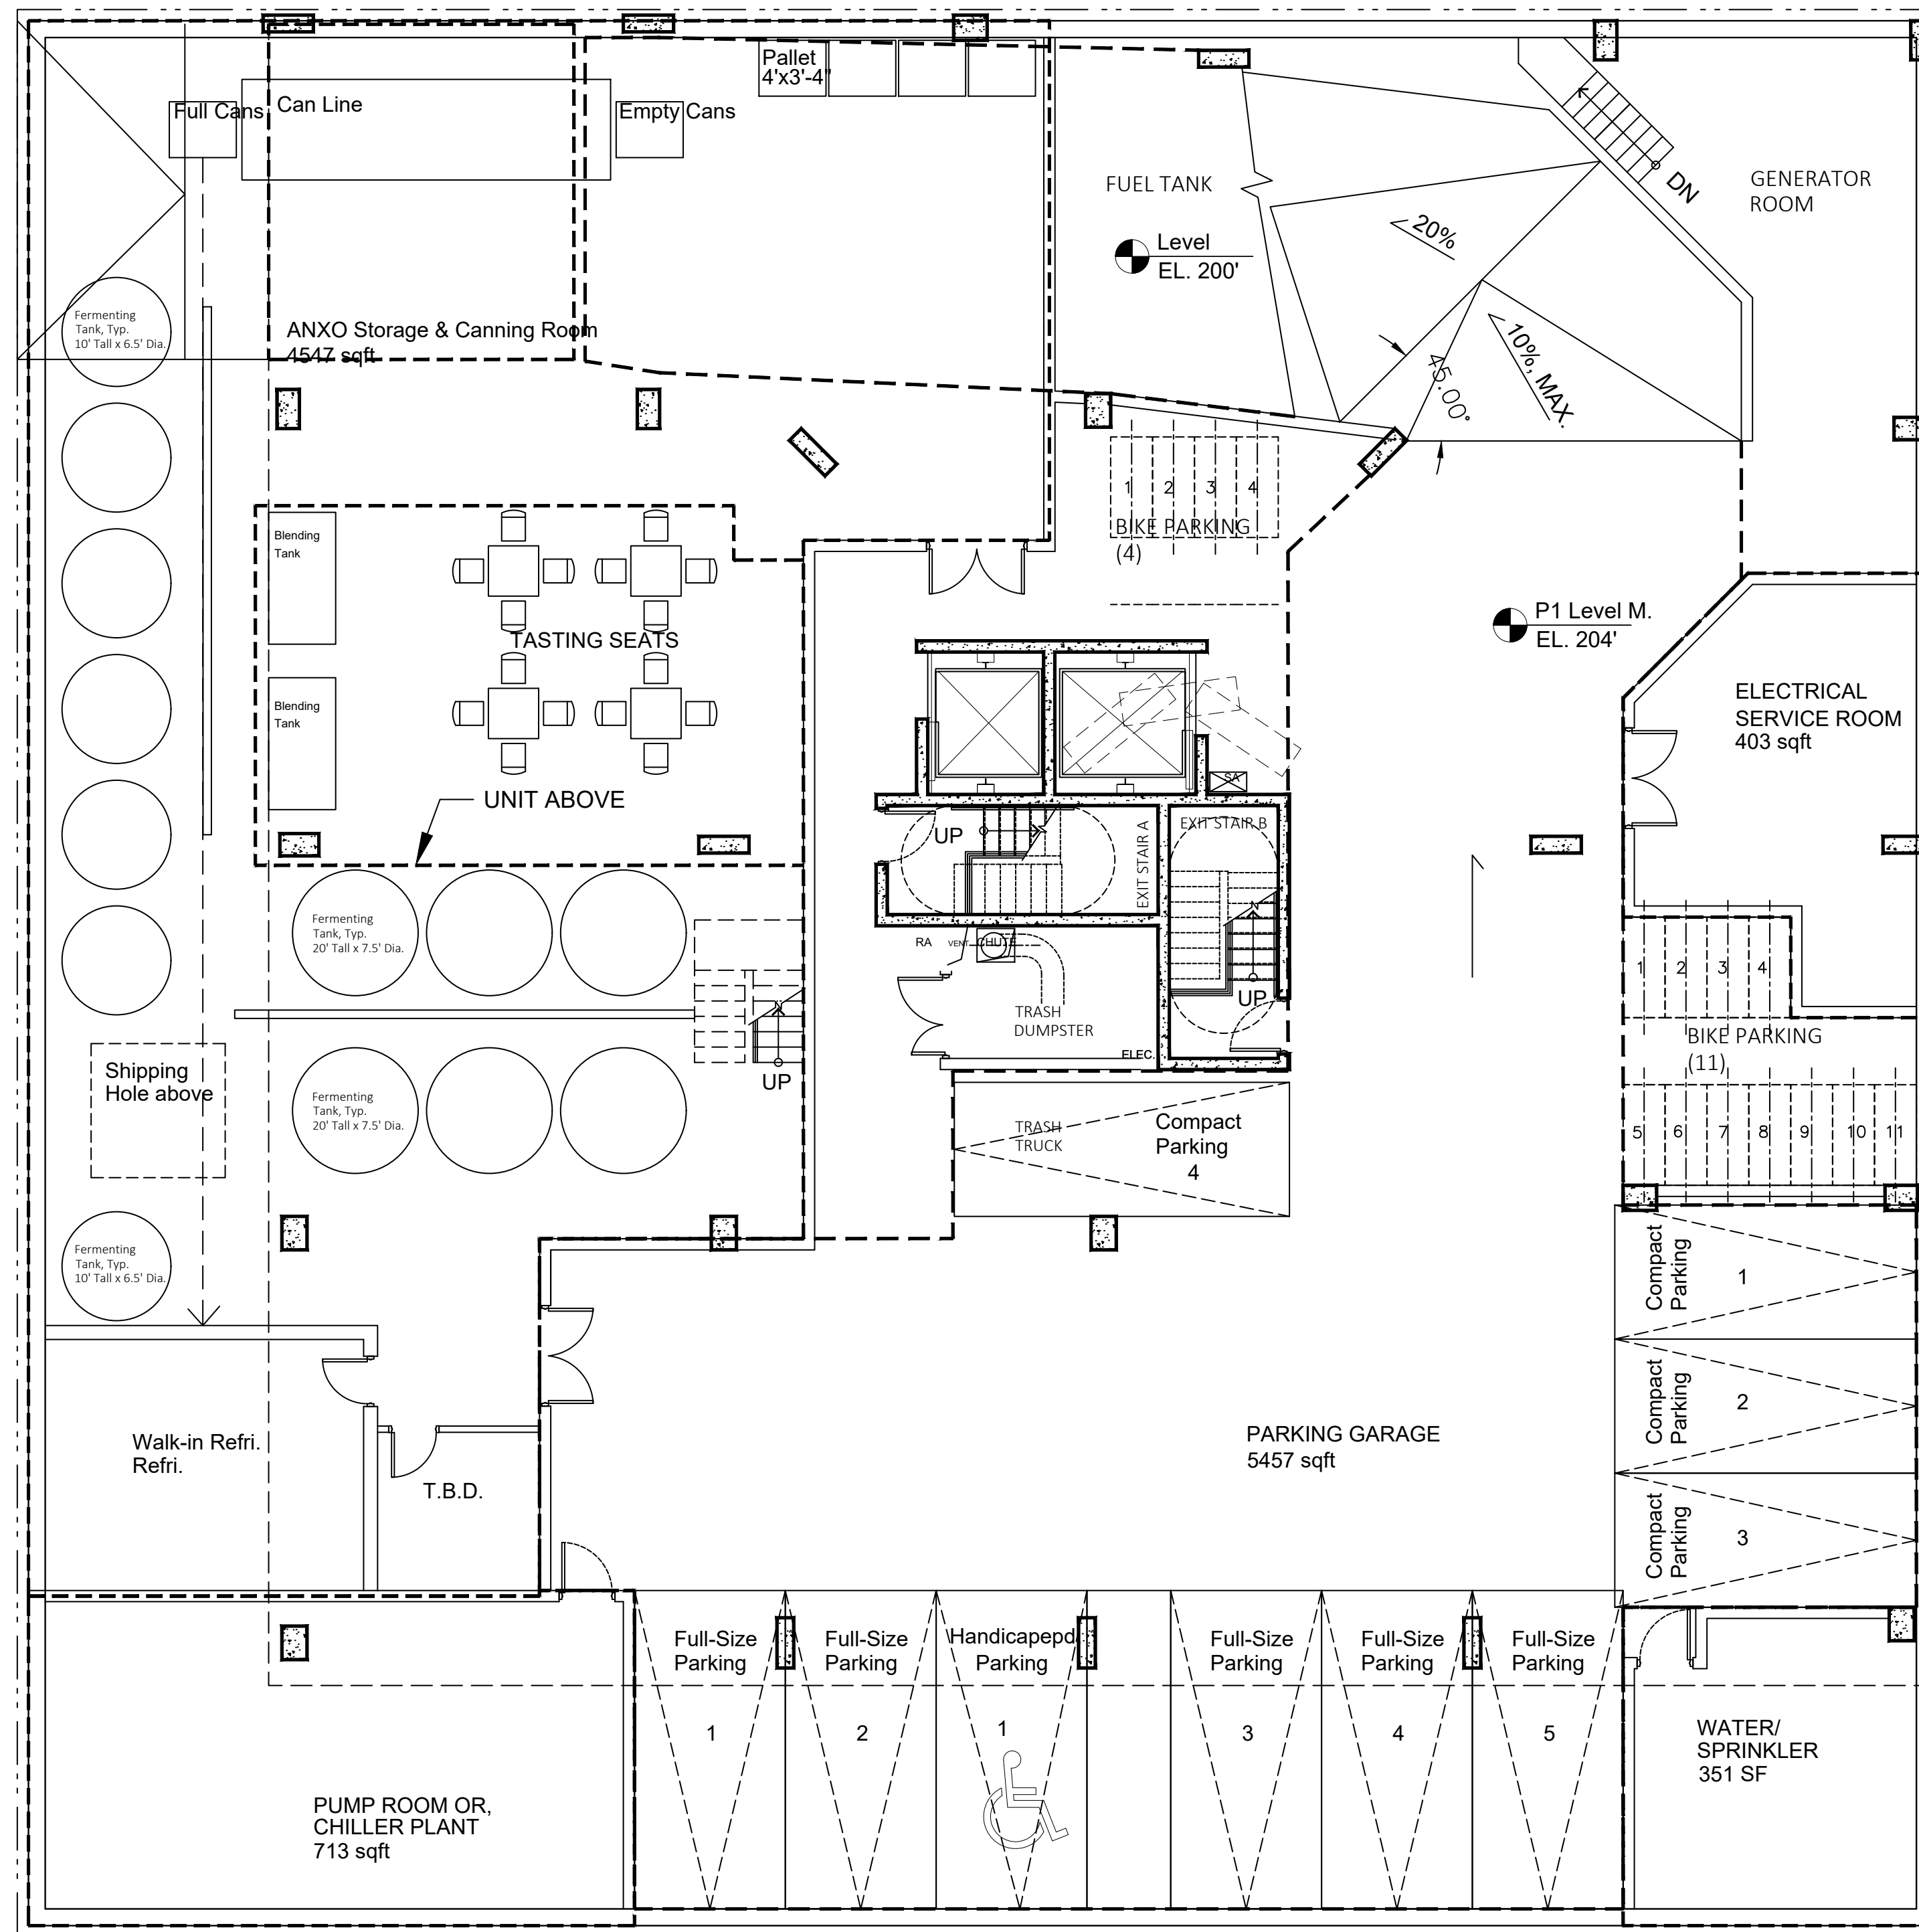 Pallet
4'x3'-4"
Full Cans
Can Line
Empty Cans
FUEL TANK
Level
EL. 200'
20%
DN
GENERATOR
ROOM
Fermenting
Tank, Typ.
10' Tall x 6.5' Dia.
ANXO Storage & Canning Room
4547 sqft
10%, MAX.
45.00°
1 2 3 4
BIKE PARKING
(4)
Blending
Tank
TASTING SEATS
P1 Level M.
EL. 204'
Blending
Tank
ELECTRICAL
SERVICE ROOM
403 sqft
UNIT ABOVE
SA
UP
EXIT STAIR A
EXIT STAIR B
Fermenting
Tank, Typ.
20' Tall x 7.5' Dia.
RA
VENT
CHUTE
UP
TRASH
DUMPSTER
ELEC.
1 2 3 4
BIKE PARKING
(11)
5 6 7 8 9 10 11
Shipping
Hole above
UP
Fermenting
Tank, Typ.
20' Tall x 7.5' Dia.
TRASH
TRUCK
Compact
Parking
4
Fermenting
Tank, Typ.
10' Tall x 6.5' Dia.
Compact
Parking
1
Compact
Parking
2
Compact
Parking
3
Walk-in Refri.
Refri.
T.B.D.
PARKING GARAGE
5457 sqft
Full-Size
Parking
1
Full-Size
Parking
2
Handicapepd
Parking
1
Full-Size
Parking
3
Full-Size
Parking
4
Full-Size
Parking
5
WATER/
SPRINKLER
351 SF
PUMP ROOM OR,
CHILLER PLANT
713 sqft